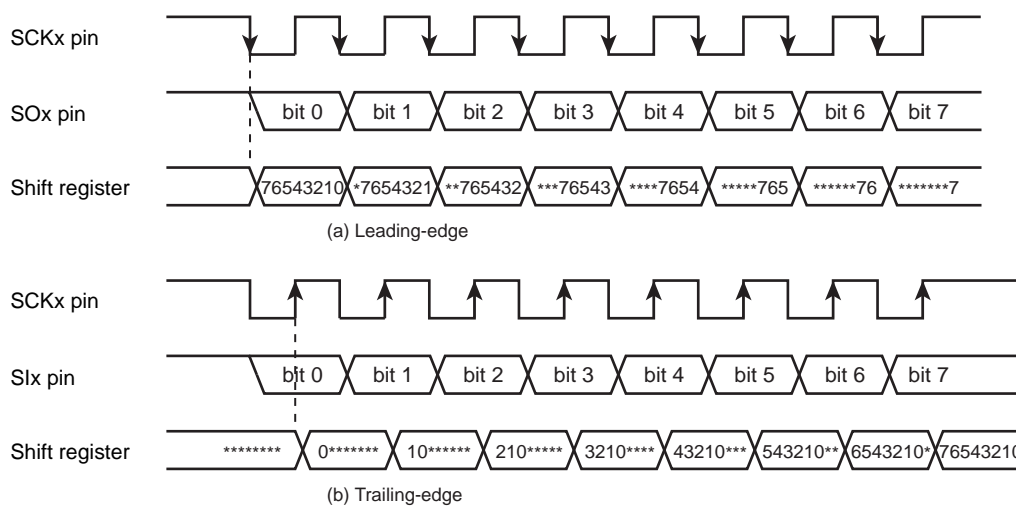 SCKx pin
SOx pin bit 0 bit 1 bit 2 bit 3 bit 4 bit 5 bit 6 bit 7
Shift register 76543210 *7654321 **765432 ***76543 ****7654 *****765 ******76 *******7
(a) Leading-edge
SCKx pin
SIx pin bit 0 bit 1 bit 2 bit 3 bit 4 bit 5 bit 6 bit 7
Shift register ******** 0******* 10****** 210***** 3210**** 43210*** 543210** 6543210* 76543210
(b) Trailing-edge